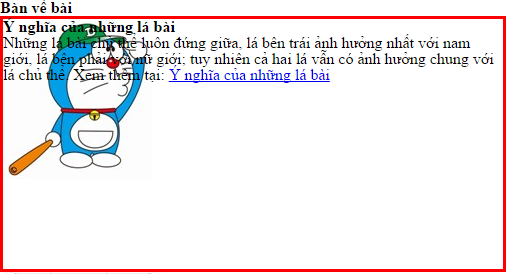 Bàn về bài
Ý nghĩa của những lá bài
Những lá bài chủ thể luôn đứng giữa, lá bên trái ảnh hưởng nhất với nam
giới, lá bên phải với nữ giới; tuy nhiên cả hai lá vẫn có ảnh hưởng chung với
lá chủ thể. Xem thêm tại: Ý nghĩa của những lá bài